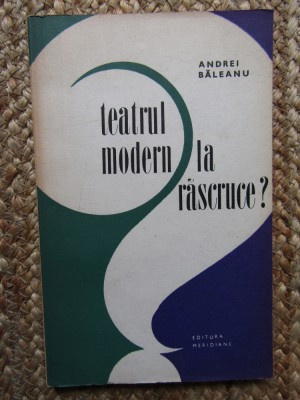 ANDREI
BĂLEANU
teatrul
modern la
răscruce?
EDITURA
MERIDIANE